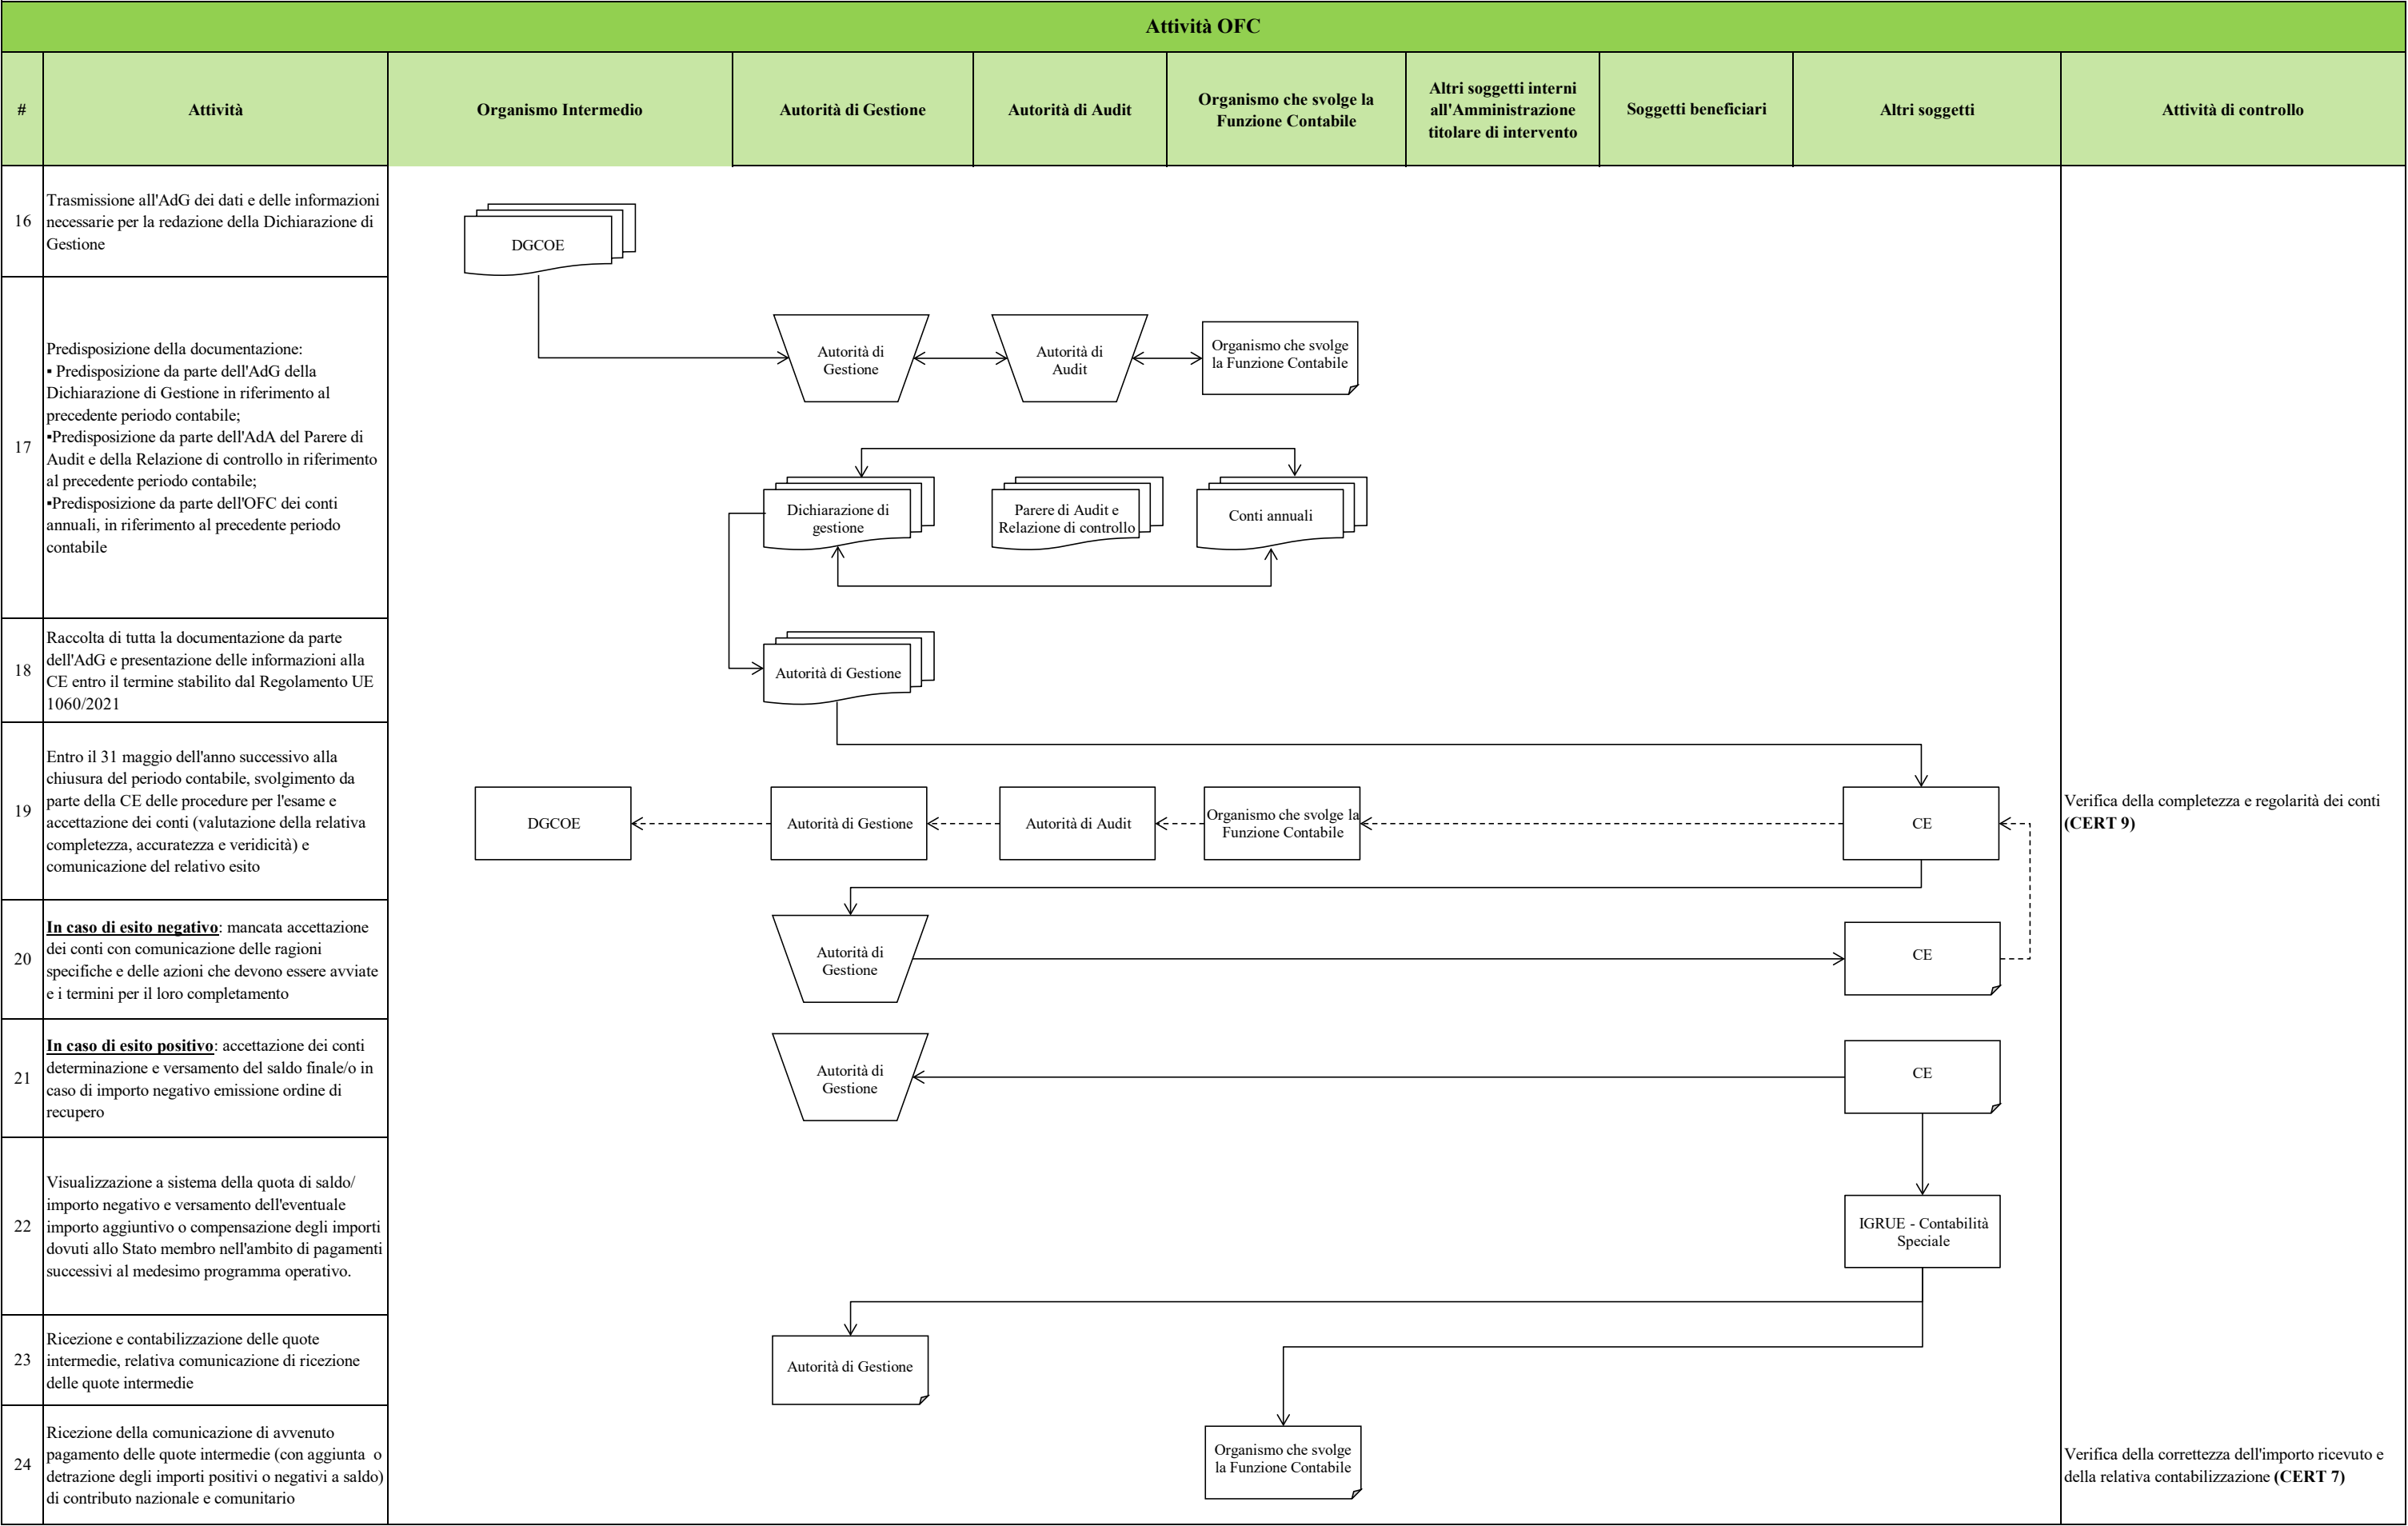 Attività OFC
#
Attività
Organismo Intermedio
Autorità di Gestione
Autorità di Audit
Organismo che svolge la
Funzione Contabile
Altri soggetti interni
all'Amministrazione
titolare di intervento
Soggetti beneficiari
Altri soggetti
Attività di controllo
16
Trasmissione all'AdG dei dati e delle informazioni
necessarie per la redazione della Dichiarazione di
Gestione
DGCOE
17
Predisposizione della documentazione:
▪ Predisposizione da parte dell'AdG della
Dichiarazione di Gestione in riferimento al
precedente periodo contabile;
▪Predisposizione da parte dell'AdA del Parere di
Audit e della Relazione di controllo in riferimento
al precedente periodo contabile;
▪Predisposizione da parte dell'OFC dei conti
annuali, in riferimento al precedente periodo
contabile
Autorità di
Gestione
Autorità di
Audit
Organismo che svolge
la Funzione Contabile
Dichiarazione di
gestione
Parere di Audit e
Relazione di controllo
Conti annuali
18
Raccolta di tutta la documentazione da parte
dell'AdG e presentazione delle informazioni alla
CE entro il termine stabilito dal Regolamento UE
1060/2021
Autorità di Gestione
19
Entro il 31 maggio dell'anno successivo alla
chiusura del periodo contabile, svolgimento da
parte della CE delle procedure per l'esame e
accettazione dei conti (valutazione della relativa
completezza, accuratezza e veridicità) e
comunicazione del relativo esito
DGCOE
Autorità di Gestione
Autorità di Audit
Organismo che svolge la
Funzione Contabile
CE
Verifica della completezza e regolarità dei conti
(CERT 9)
20
In caso di esito negativo: mancata accettazione
dei conti con comunicazione delle ragioni
specifiche e delle azioni che devono essere avviate
e i termini per il loro completamento
Autorità di
Gestione
CE
21
In caso di esito positivo: accettazione dei conti
determinazione e versamento del saldo finale/o in
caso di importo negativo emissione ordine di
recupero
Autorità di
Gestione
CE
22
Visualizzazione a sistema della quota di saldo/
importo negativo e versamento dell'eventuale
importo aggiuntivo o compensazione degli importi
dovuti allo Stato membro nell'ambito di pagamenti
successivi al medesimo programma operativo.
IGRUE - Contabilità
Speciale
23
Ricezione e contabilizzazione delle quote
intermedie, relativa comunicazione di ricezione
delle quote intermedie
Autorità di Gestione
24
Ricezione della comunicazione di avvenuto
pagamento delle quote intermedie (con aggiunta  o
detrazione degli importi positivi o negativi a saldo)
di contributo nazionale e comunitario
Organismo che svolge
la Funzione Contabile
Verifica della correttezza dell'importo ricevuto e
della relativa contabilizzazione (CERT 7)